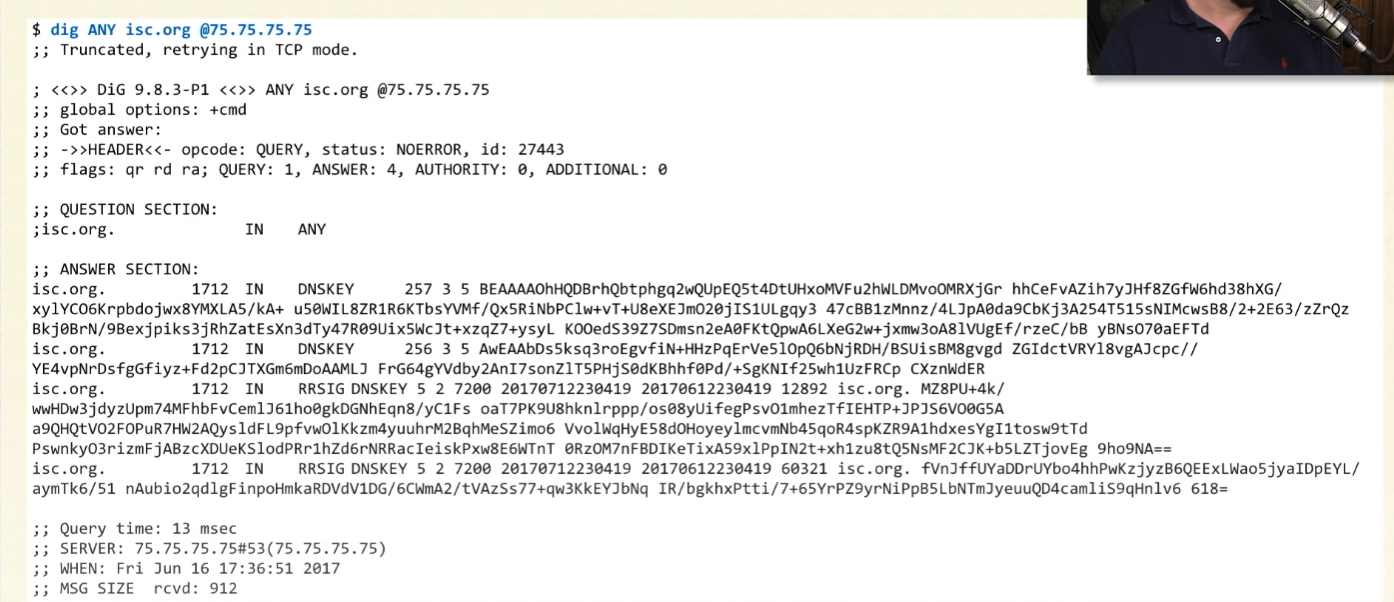 $ dig ANY isc.org @75.75.75.75
;; Truncated, retrying in TCP mode.
; <<>> DiG 9.8.3-P1 <<>> ANY isc.org @75.75.75.75
;; global options: +cmd
;; Got answer:
;; ->>HEADER<<- opcode: QUERY, status: NOERROR, id: 27443
;; flags: qr rd ra; QUERY: 1, ANSWER: 4, AUTHORITY: 0, ADDITIONAL: 0
;; QUESTION SECTION:
;isc.org. IN ANY
;; ANSWER SECTION:
isc.org. 1712 IN DNSKEY 257 3 5 BEAAAAOhHQDBrhQbtphgq2wQUpEQ5t4DtUHxoMVFu2hWLDMvoOMRXjGr hhCeFvAZih7yJHf8ZGfW6hd38hXG/
xylYCO6Krpbdojwx8YMXLA5/kA+ u50WIL8ZR1R6KTbsYVMf/Qx5RiNbPClw+vT+U8eXEJmO20jIS1ULgqy3 47cBB1zMnnz/4LJpA0da9CbKj3A254T515sNIMcwsB8/2+2E63/zZrQz
Bkj0BrN/9Bexjpiks3jRhZatEsXn3dTy47R09Uix5WcJt+xzqZ7+ysyL KOOedS39Z7SDmsn2eA0FKtQpwA6LXeG2w+jxmw3oA8lVUgEf/rzeC/bB yBNsO70aEFTd
isc.org. 1712 IN DNSKEY 256 3 5 AwEAAbDs5ksq3roEgvfiN+HHzPqErVe5lOpQ6bNjRDH/BSUisBM8gvgd ZGIdctVRYl8vgAJcpc//
YE4vpNrDsfgGfiyz+Fd2pCJTXGm6mDoAAMLJ FrG64gYVdby2AnI7sonZlT5PHjS0dKBhhf0Pd/+SgKNIf25wh1UzFRCp CXznWdER
isc.org. 1712 IN RRSIG DNSKEY 5 2 7200 20170712230419 20170612230419 12892 isc.org. MZ8PU+4k/
wwHDw3jdyzUpm74MFhbFvCemlJ61ho0gkDGNhEqn8/yC1Fs oaT7PK9U8hknlrppp/os08yUifegPsvO1mhezTfIEHTP+JPJS6VO0G5A
a9QHQtVO2FOPuR7HW2AQysldFL9pfvwOlKkzm4yuuhrM2BqhMeSZimo6 VvolWqHyE58dOHoyeylmcvmNb45qoR4spKZR9A1hdxesYgI1tosw9tTd
PswnkyO3rizmFjABzcXDUeKSlodPRr1hZd6rNRRacIeiskPxw8E6WTnT 0RzOM7nFBDIKeTixA59xlPpIN2t+xh1zu8tQ5NsMF2CJK+b5LZTjovEg 9ho9NA==
isc.org. 1712 IN RRSIG DNSKEY 5 2 7200 20170712230419 20170612230419 60321 isc.org. fVnJffUYaDDrUYbo4hhPwKzjyzB6QEExLWao5jyaIDpEYL/
aymTk6/51 nAubio2qdlgFinpoHmkaRDVdV1DG/6CWmA2/tVAzSs77+qw3KkEYJbNq IR/bgkhxPtti/7+65YrPZ9yrNiPpB5LbNTmJyeuuQD4camliS9qHnlv6 618=
;; Query time: 13 msec
;; SERVER: 75.75.75.75#53(75.75.75.75)
;; WHEN: Fri Jun 16 17:36:51 2017
;; MSG SIZE rcvd: 912